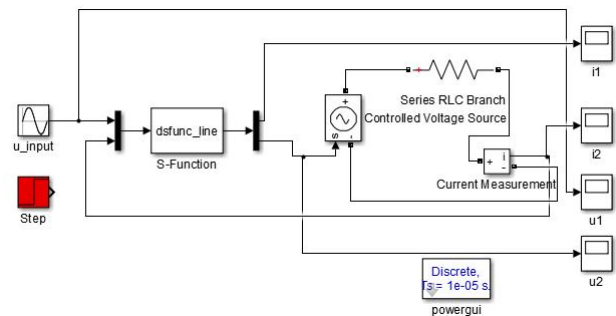 i1
dsfunc_line
S-Function
u_input
+
s
-
+
Series RLC Branch
Controlled Voltage Source
+ i
-
Current Measurement
i2
Step
u1
u2
Discrete,
Ts = 1e-05 s.
powergui